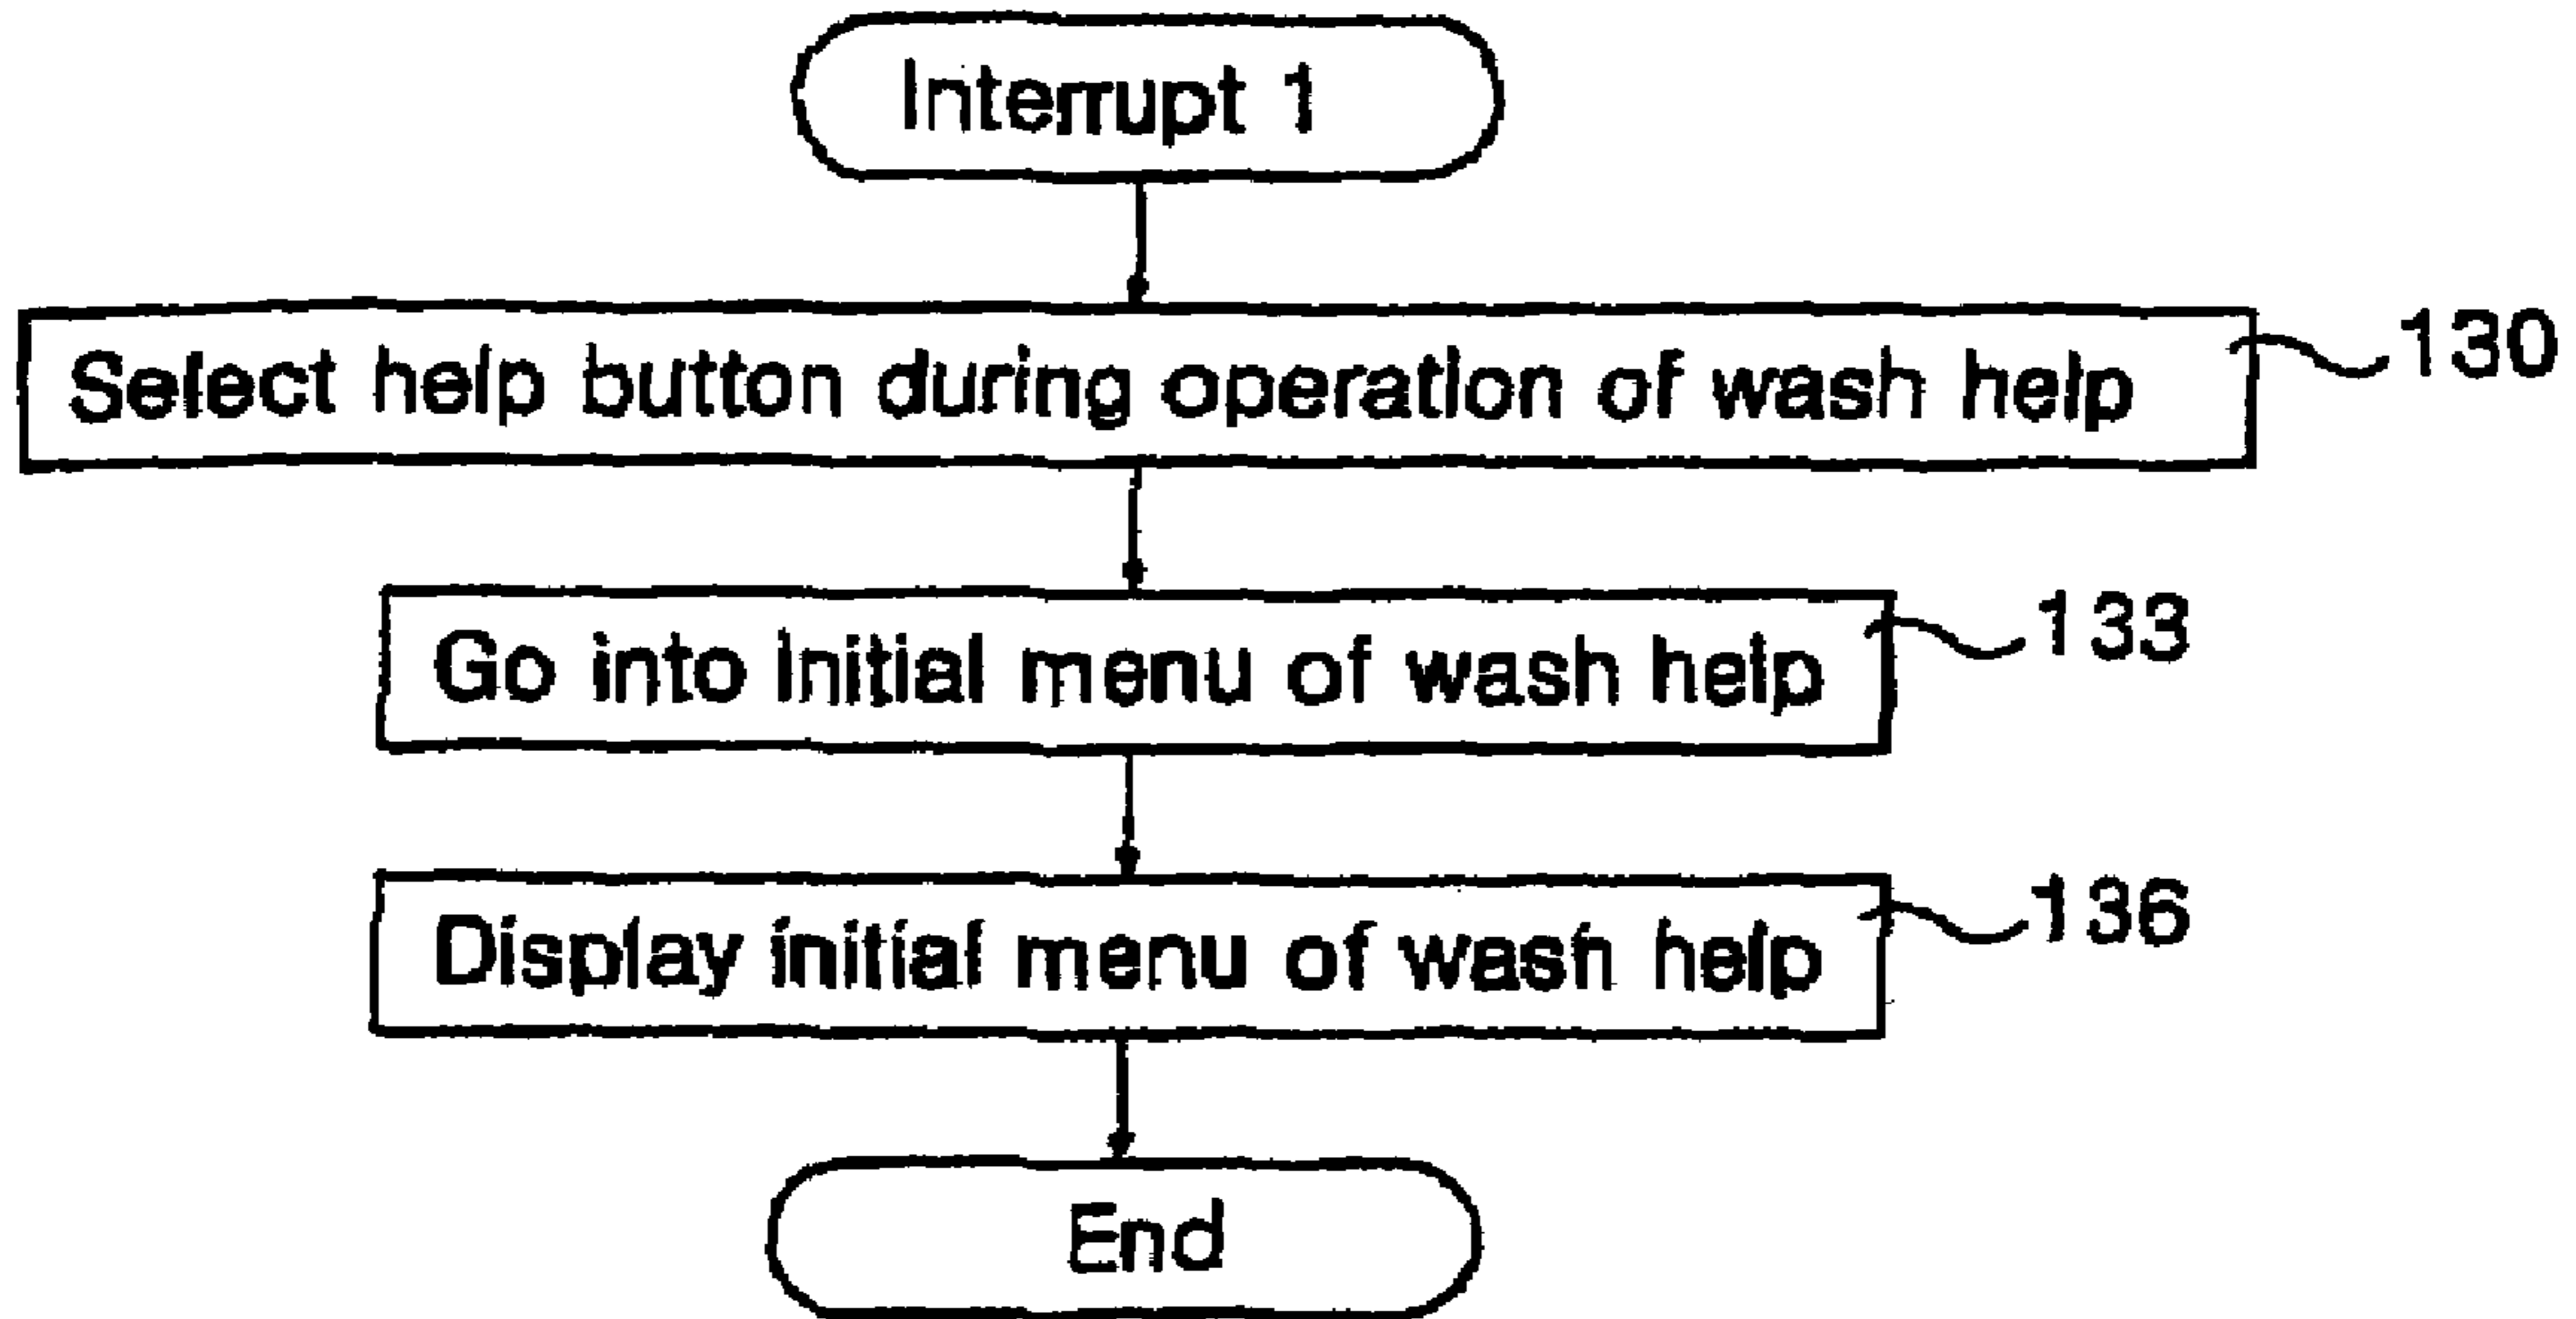 Interrupt 1
Select help button during operation of wash help 130
Go into initial menu of wash help 133
Display initial menu of wash help 136
End